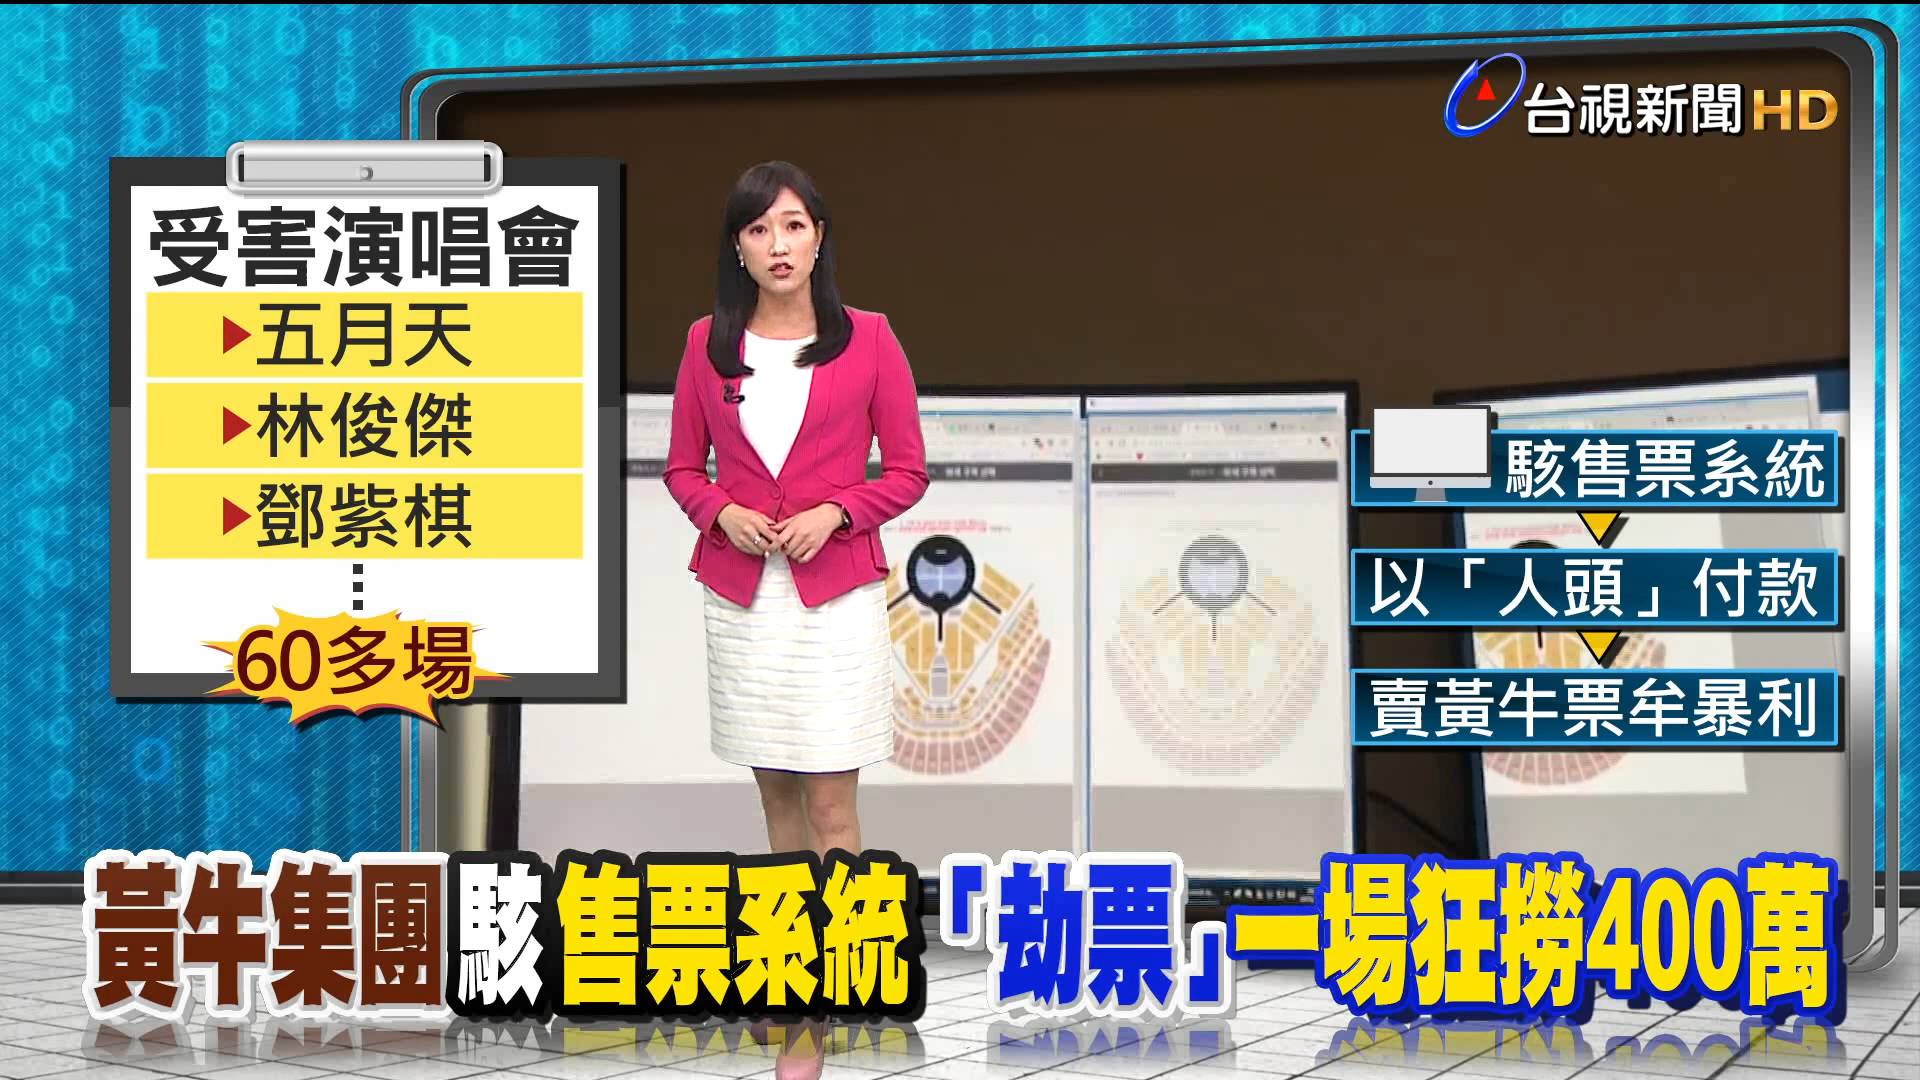 台視新聞HD
受害演唱會
五月天
林俊傑
鄧紫棋
60多場
駭售票系統
以「人頭」付款
賣黃牛票牟暴利
黃牛集團駭售票系統「劫票」一場狂撈400萬